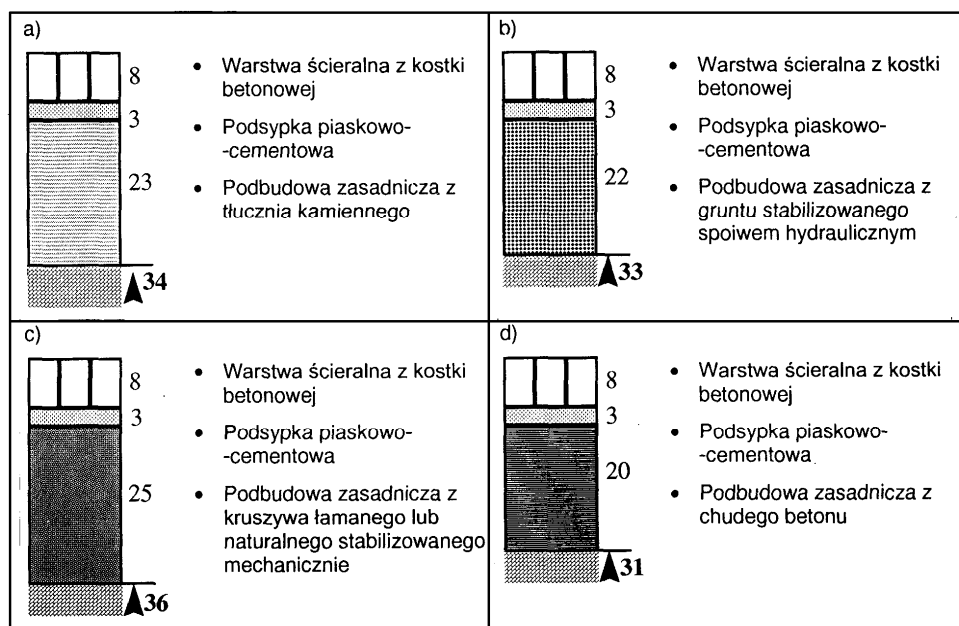 a)
8
3
23
34
• Warstwa ścieralna z kostki
betonowej
• Podsypka piaskowo-
-cementowa
• Podbudowa zasadnicza z
tłucznia kamiennego
b)
8
3
22
33
• Warstwa ścieralna z kostki
betonowej
• Podsypka piaskowo-
-cementowa
• Podbudowa zasadnicza z
gruntu stabilizowanego
spoiwem hydraulicznym
c)
8
3
25
36
• Warstwa ścieralna z kostki
betonowej
• Podsypka piaskowo-
-cementowa
• Podbudowa zasadnicza z
kruszywa łamanego lub
naturalnego stabilizowanego
mechanicznie
d)
8
3
20
31
• Warstwa ścieralna z kostki
betonowej
• Podsypka piaskowo-
-cementowa
• Podbudowa zasadnicza z
chudego betonu